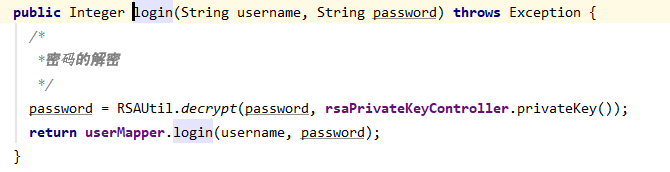 public Integer login(String username, String password) throws Exception {
/*
*密码的解密
*/
password = RSAUtil.decrypt(password, rsaPrivateKeyController.privateKey());
return userMapper.login(username, password);
}